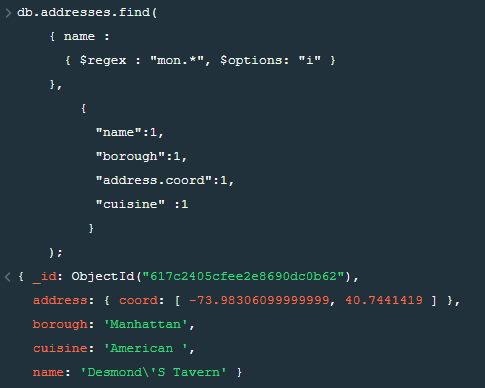 > db.addresses.find(
{ name :
{ $regex : "mon.*", $options: "i" }
},
{
"name":1,
"borough":1,
"address.coord":1,
"cuisine" :1
}
);
< { _id: ObjectId("617c2405cfee2e8690dc0b62"),
address: { coord: [ -73.98306099999999, 40.7441419 ] },
borough: 'Manhattan',
cuisine: 'American ',
name: 'Desmond\'S Tavern' }